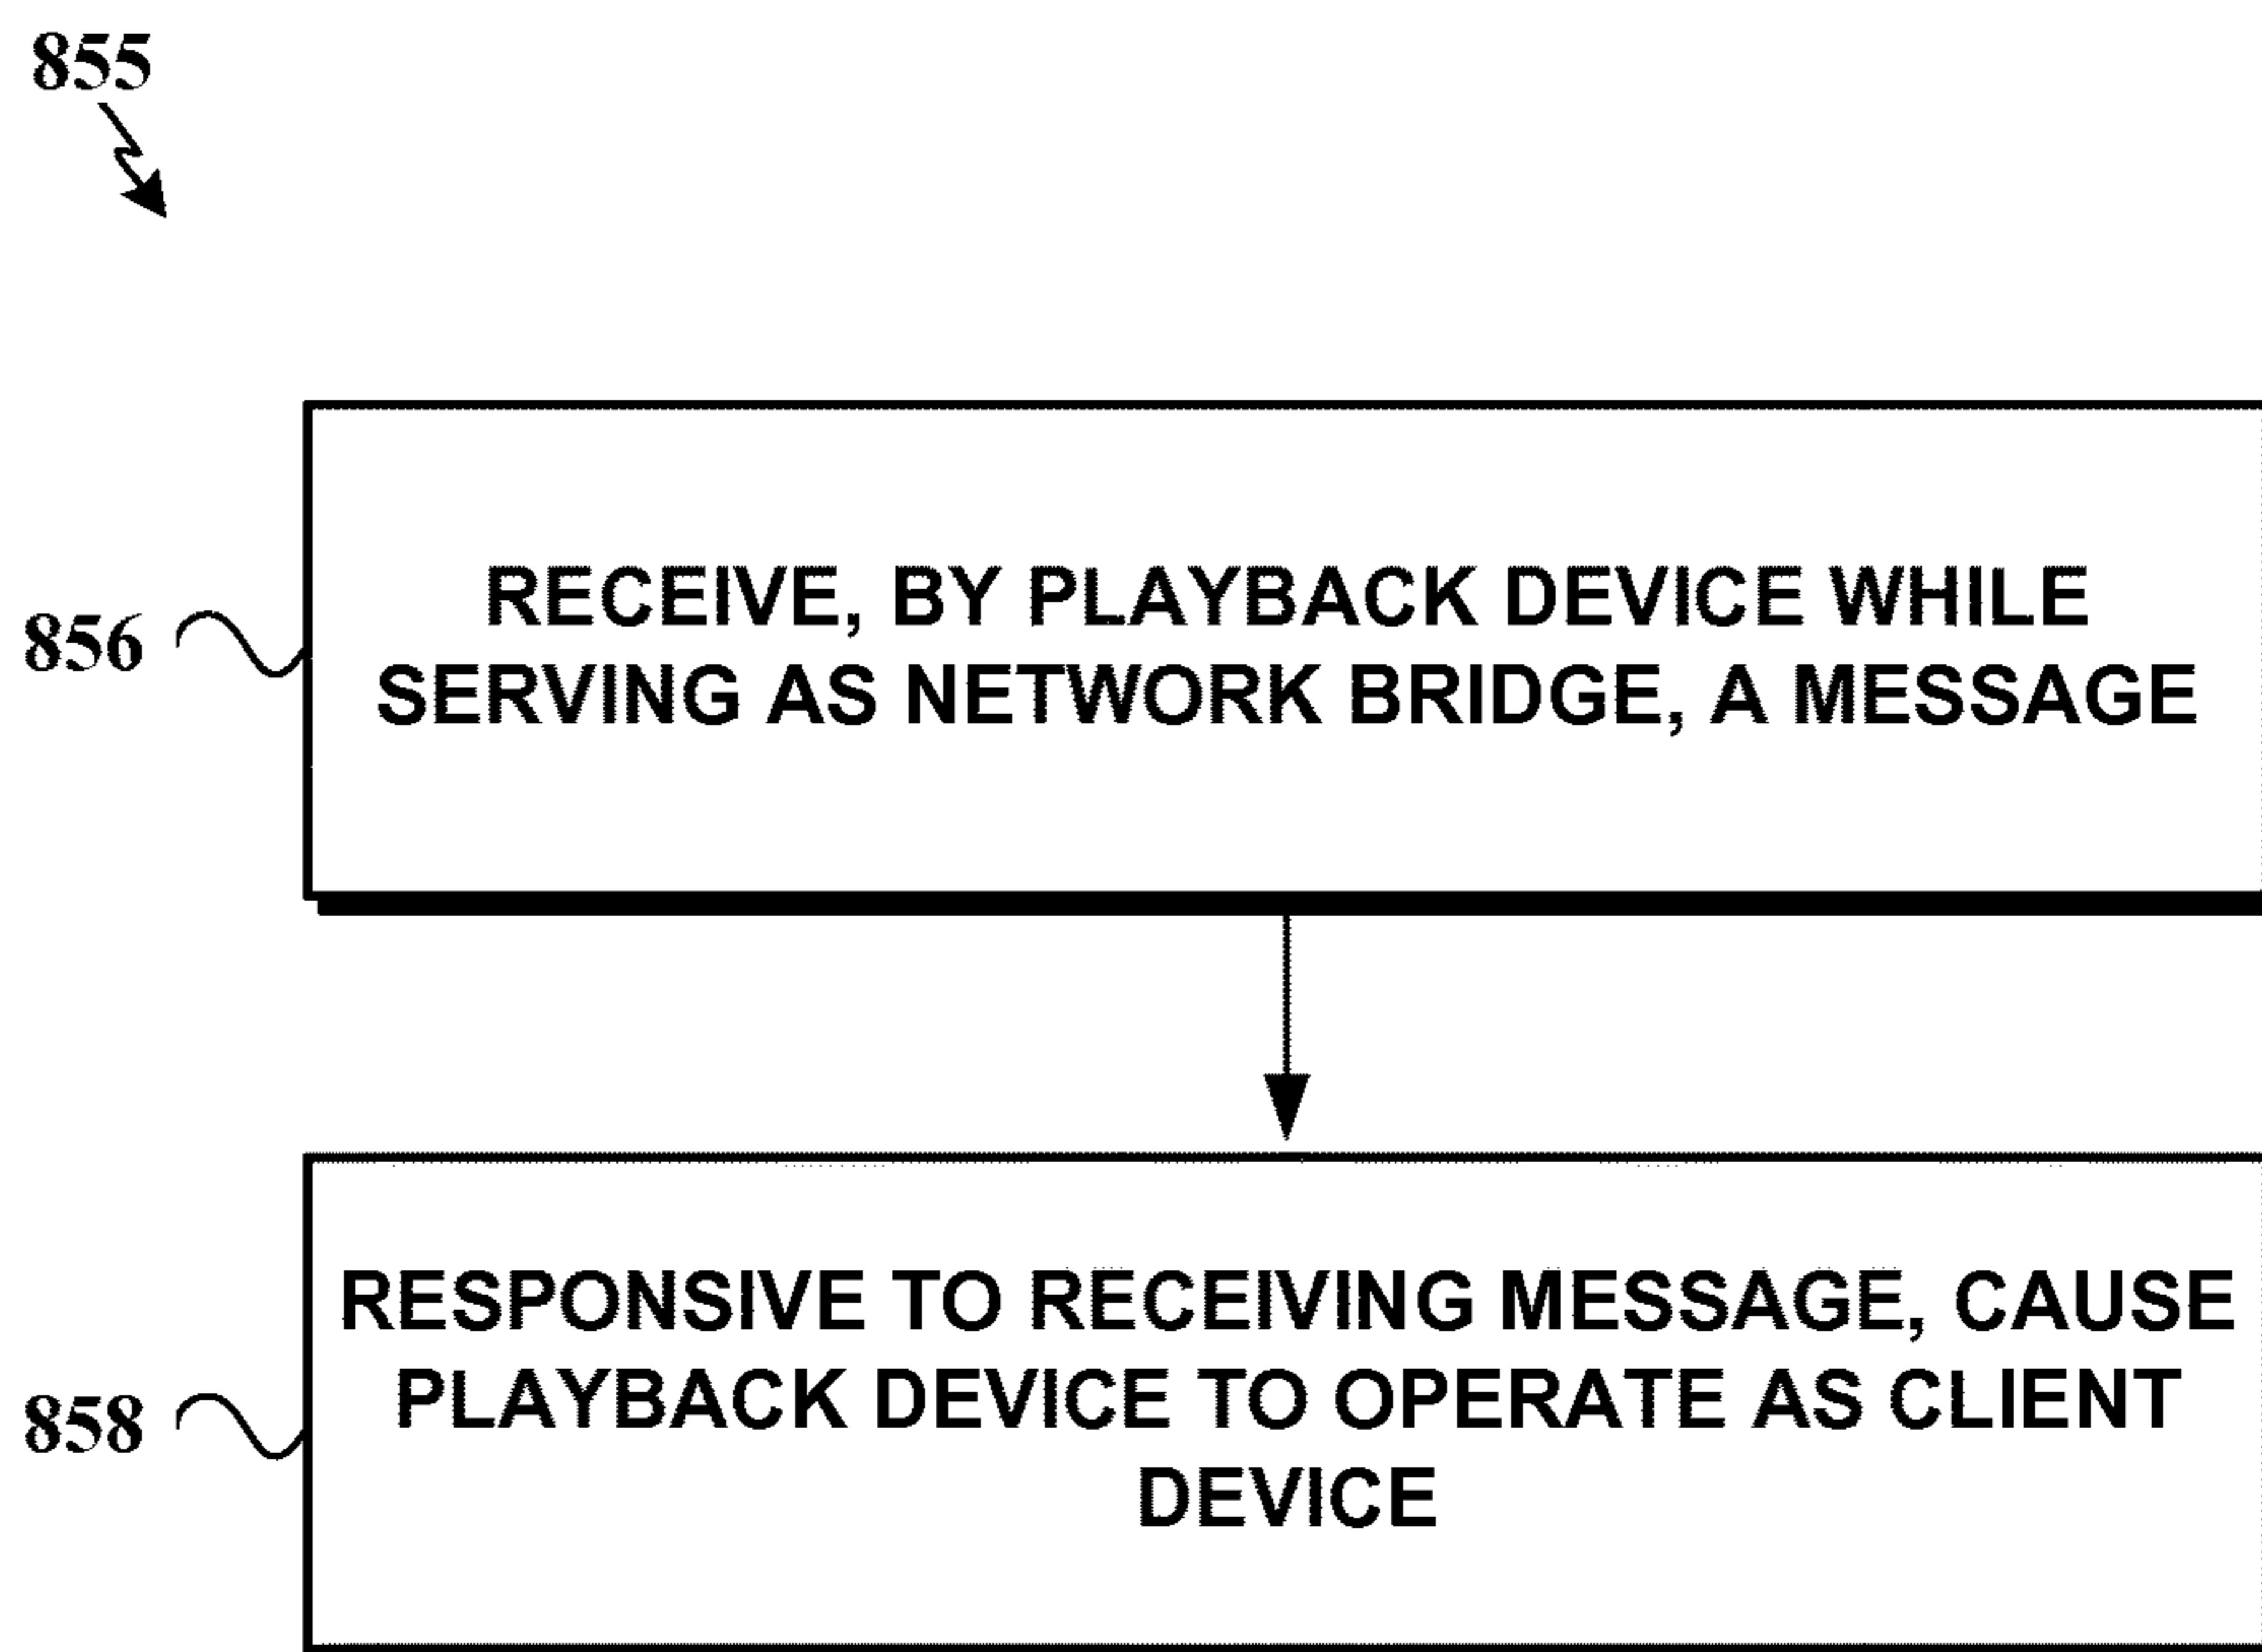 855
856
RECEIVE, BY PLAYBACK DEVICE WHILE
SERVING AS NETWORK BRIDGE, A MESSAGE
858
RESPONSIVE TO RECEIVING MESSAGE, CAUSE
PLAYBACK DEVICE TO OPERATE AS CLIENT
DEVICE